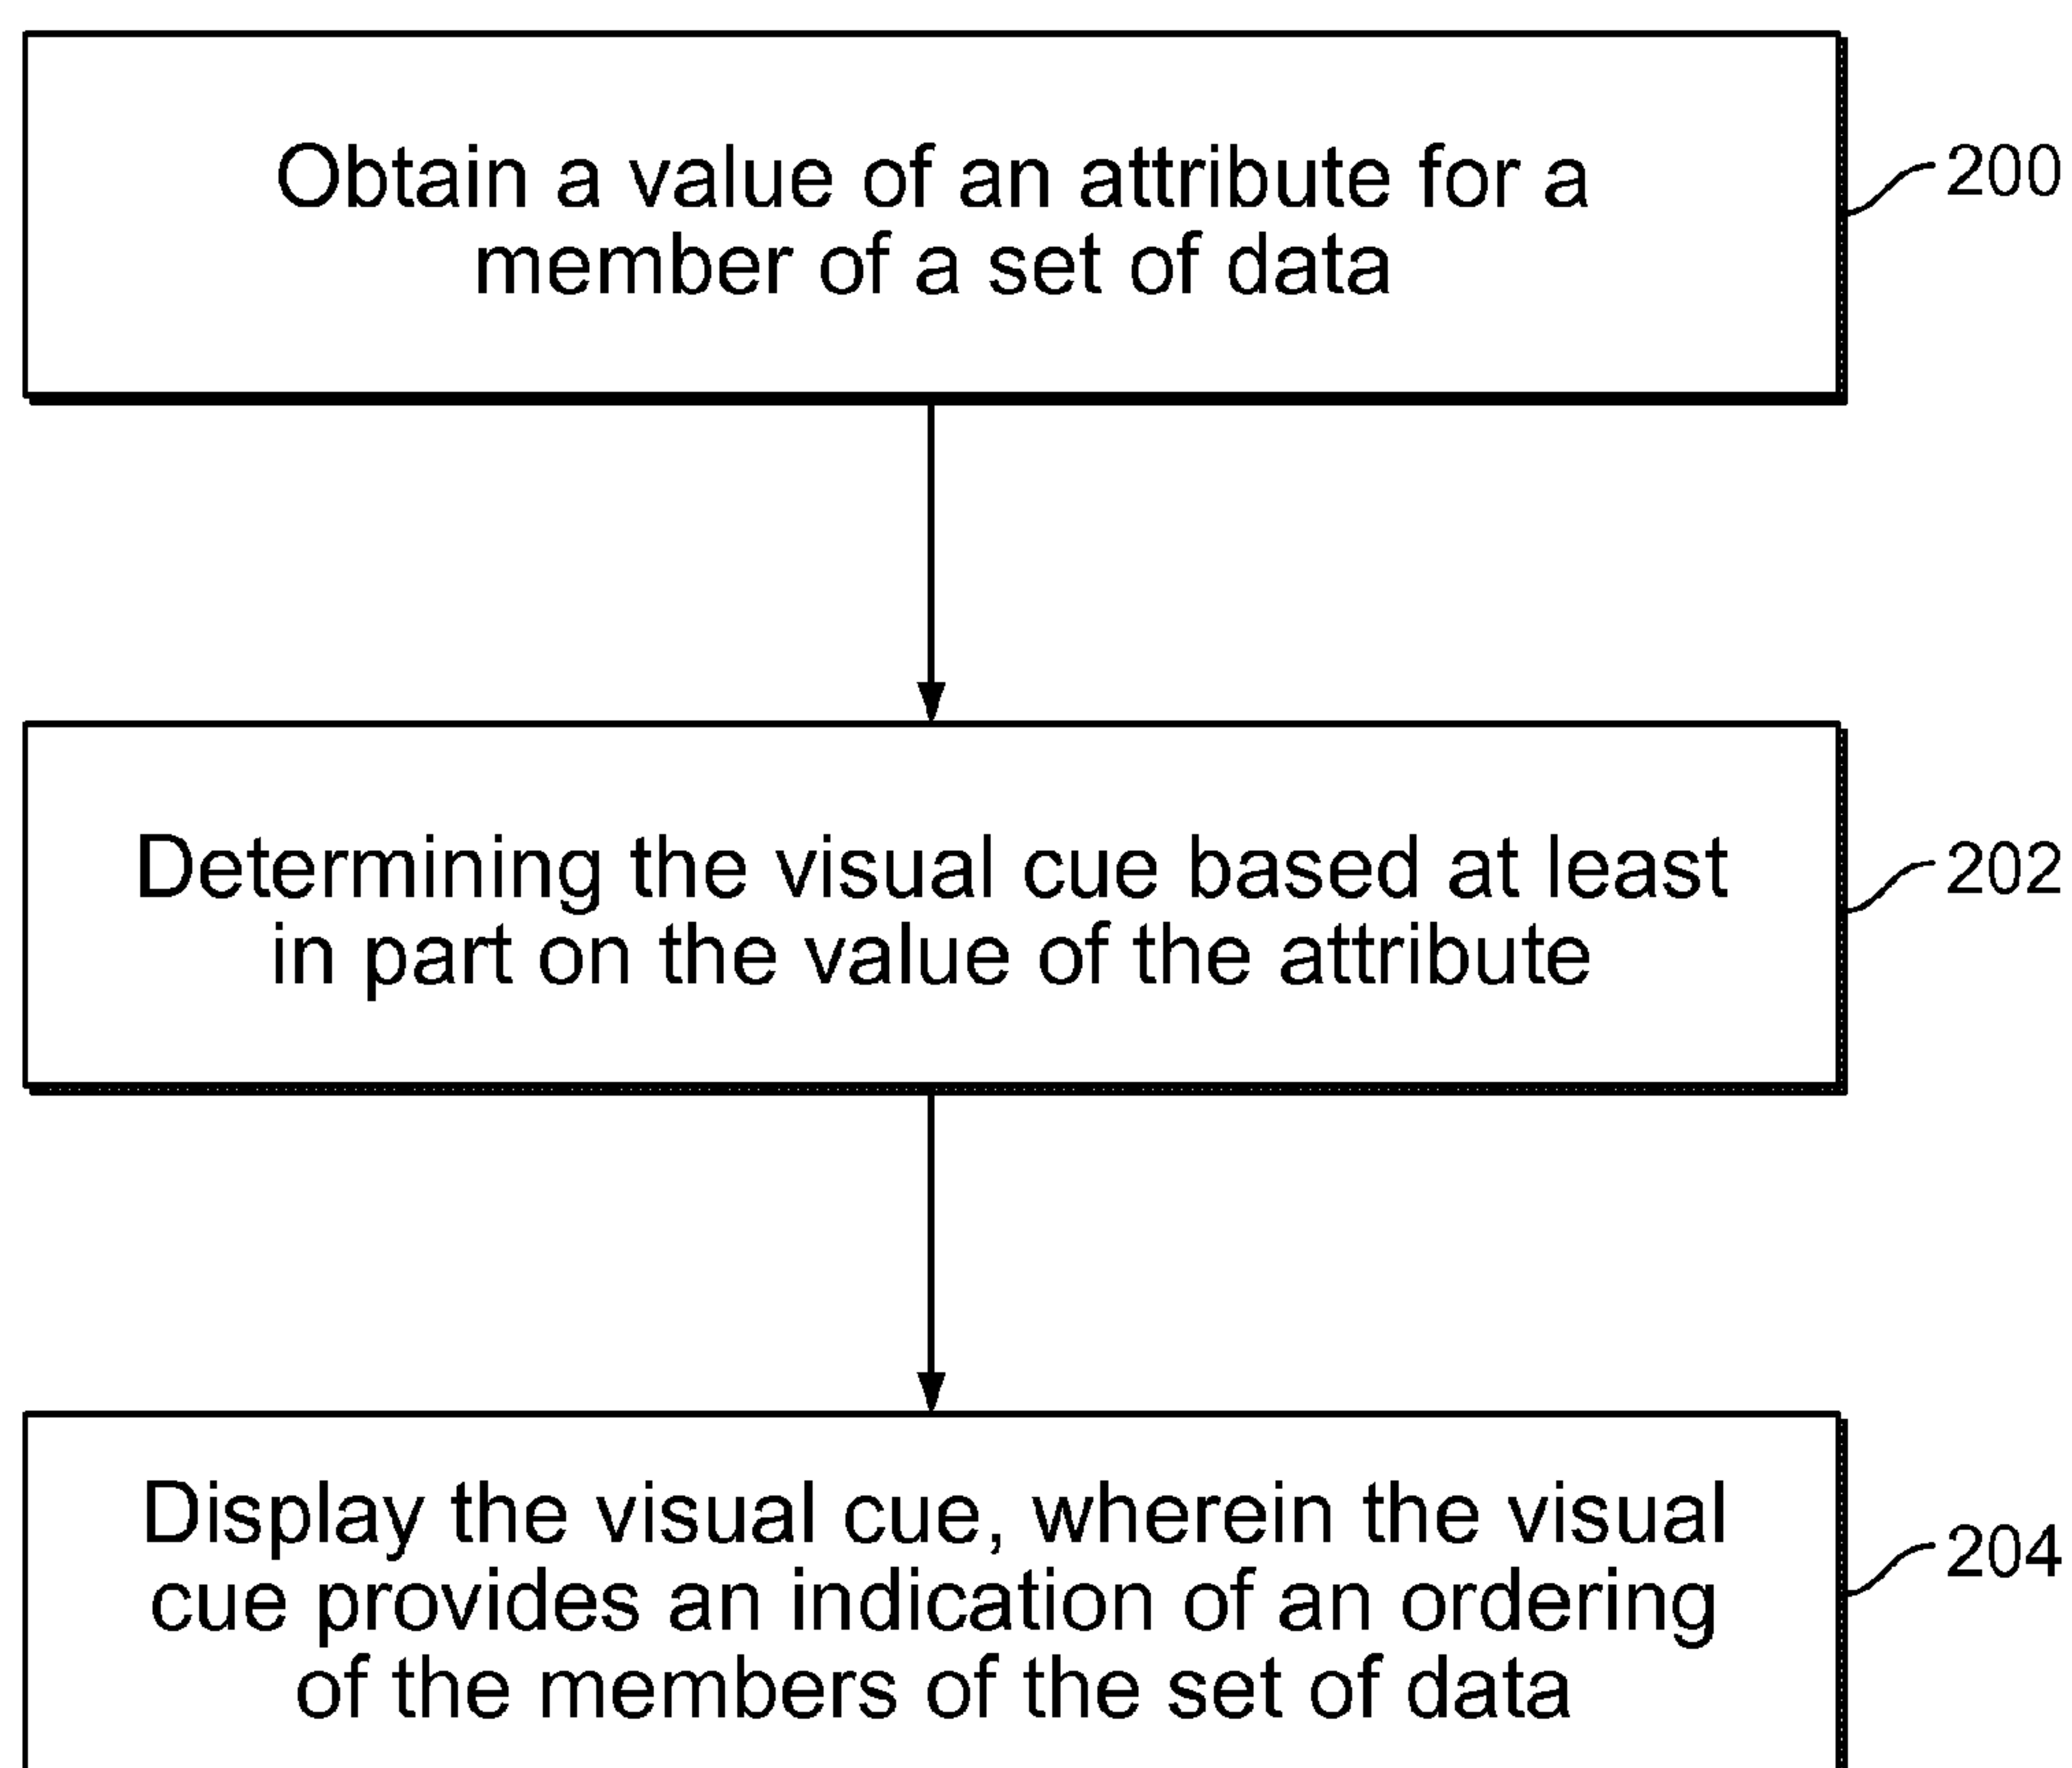 Obtain a value of an attribute for a
member of a set of data
200
Determining the visual cue based at least
in part on the value of the attribute
202
Display the visual cue, wherein the visual
cue provides an indication of an ordering
of the members of the set of data
204